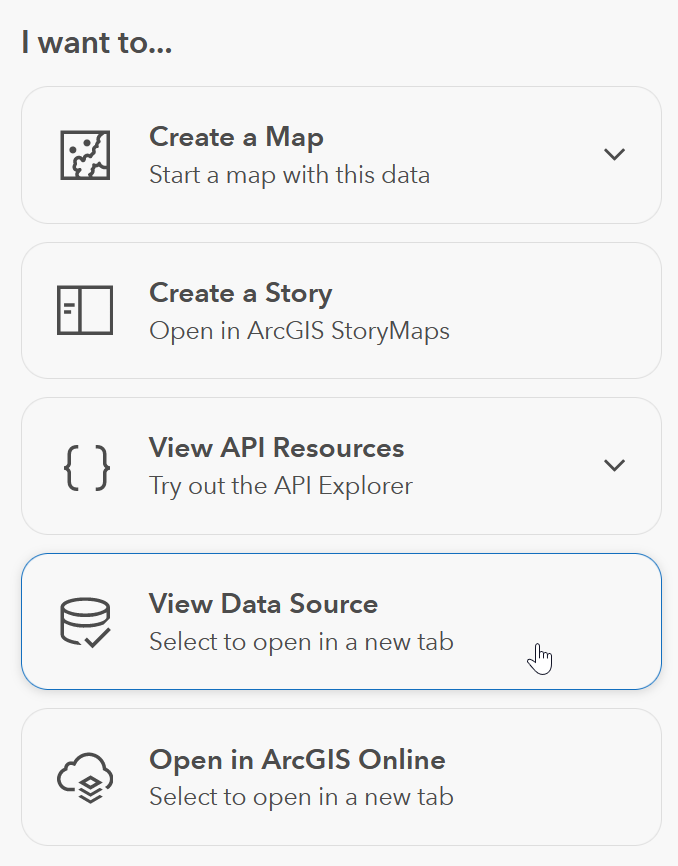 I want to...
Create a Map
Start a map with this data
Create a Story
Open in ArcGIS StoryMaps
View API Resources
Try out the API Explorer
View Data Source
Select to open in a new tab
Open in ArcGIS Online
Select to open in a new tab